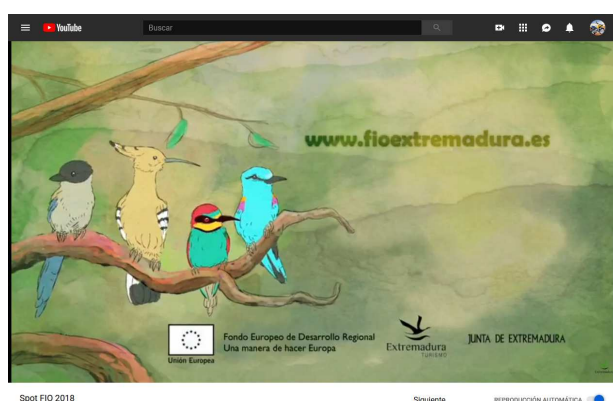 YouTube
Buscar
www.fioextremadura.es
Fondo Europeo de Desarrollo Regional
Una manera de hacer Europa
Unión Europea
Extremadura
TURISMO
JUNTA DE EXTREMADURA
Spot FIO 2018
Siguiente
REPRODUCCIÓN AUTOMÁTICA